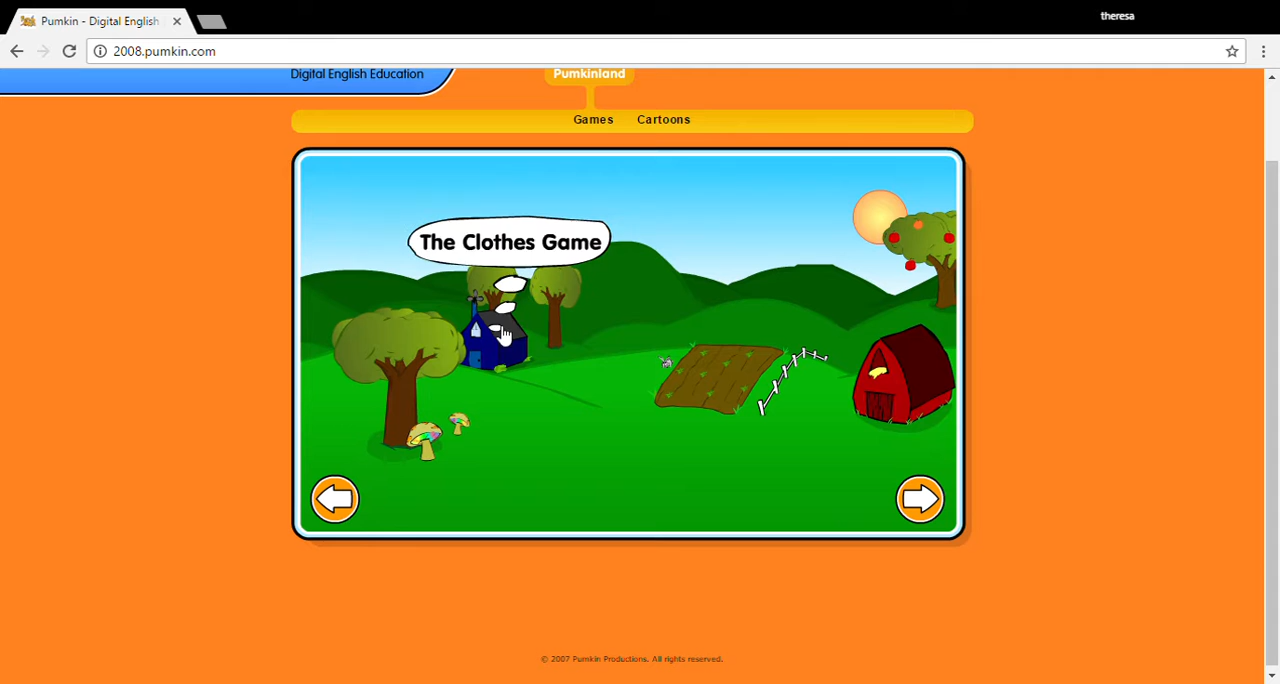 theresa
Pumkin - Digital English
2008.pumkin.com
Digital English Education
Pumkinland
Games Cartoons
The Clothes Game
© 2007 Pumkin Productions. All rights reserved.